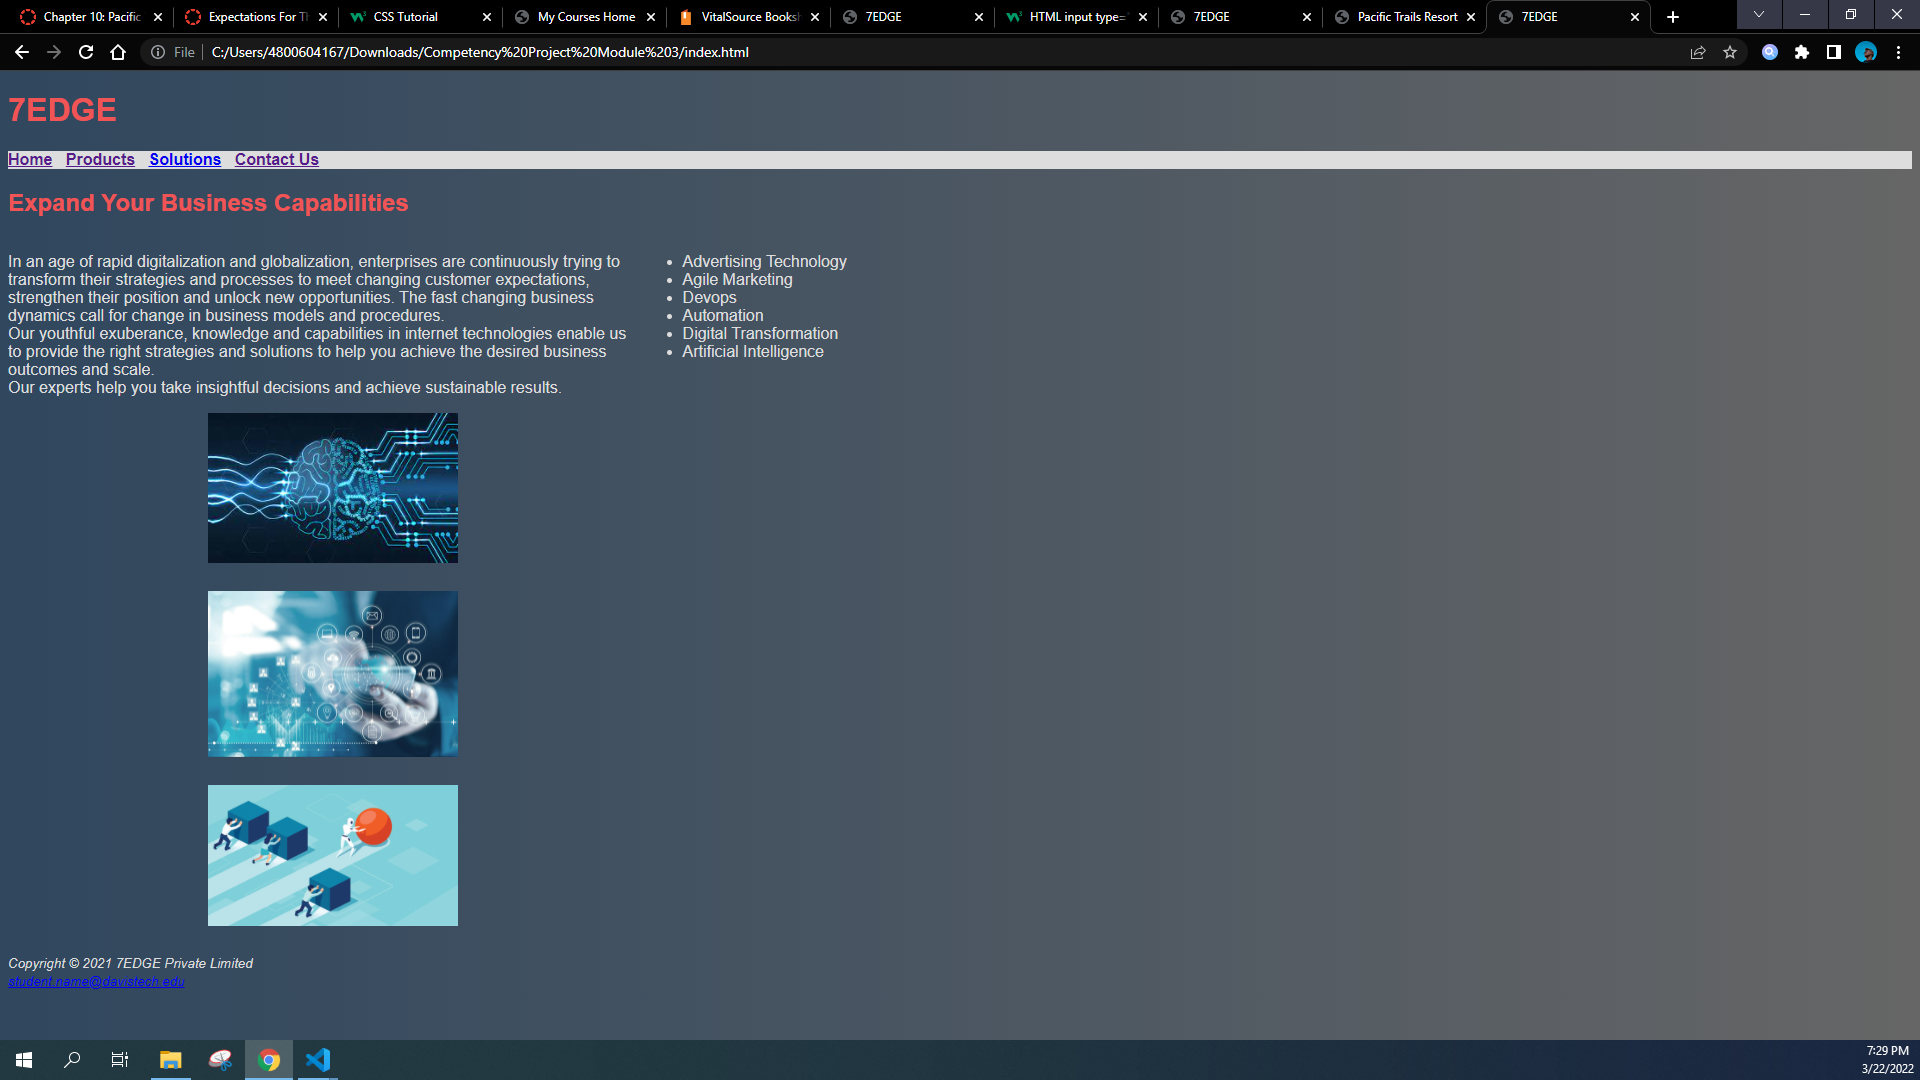 Chapter 10: Pacific
Expectations For Th
CSS Tutorial
My Courses Home
VitalSource Booksh
7EDGE
HTML input type="
7EDGE
Pacific Trails Resort
7EDGE
File
C:/Users/4800604167/Downloads/Competency%20Project%20Module%203/index.html
7EDGE
Home Products Solutions Contact Us
Expand Your Business Capabilities
In an age of rapid digitalization and globalization, enterprises are continuously trying to
transform their strategies and processes to meet changing customer expectations,
strengthen their position and unlock new opportunities. The fast changing business
dynamics call for change in business models and procedures.
Our youthful exuberance, knowledge and capabilities in internet technologies enable us
to provide the right strategies and solutions to help you achieve the desired business
outcomes and scale.
Our experts help you take insightful decisions and achieve sustainable results.
Advertising Technology
Agile Marketing
Devops
Automation
Digital Transformation
Artificial Intelligence
Copyright © 2021 7EDGE Private Limited
student.name@davistech.edu
7:29 PM
3/22/2022